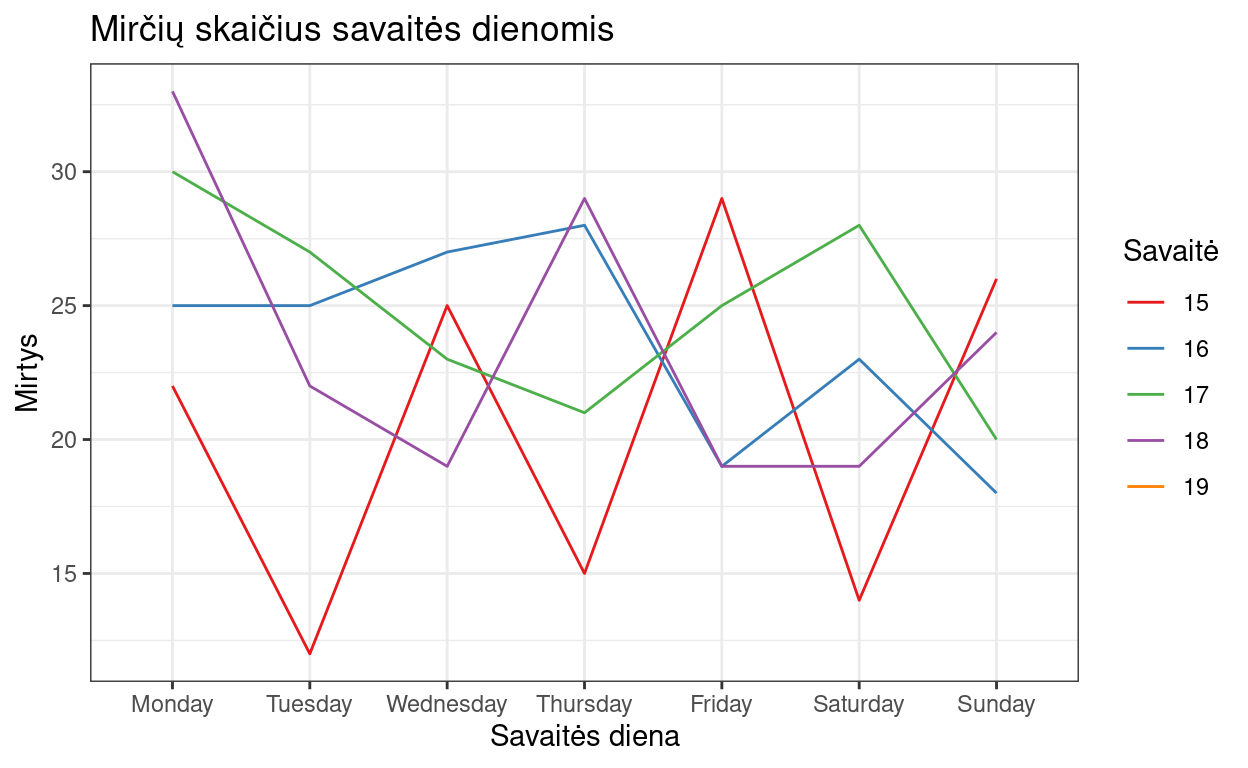 Mirčių skaičius savaitės dienomis
Mirtys
30
25
20
15
Monday Tuesday Wednesday Thursday Friday Saturday Sunday
Savaitės diena
Savaitė
15
16
17
18
19